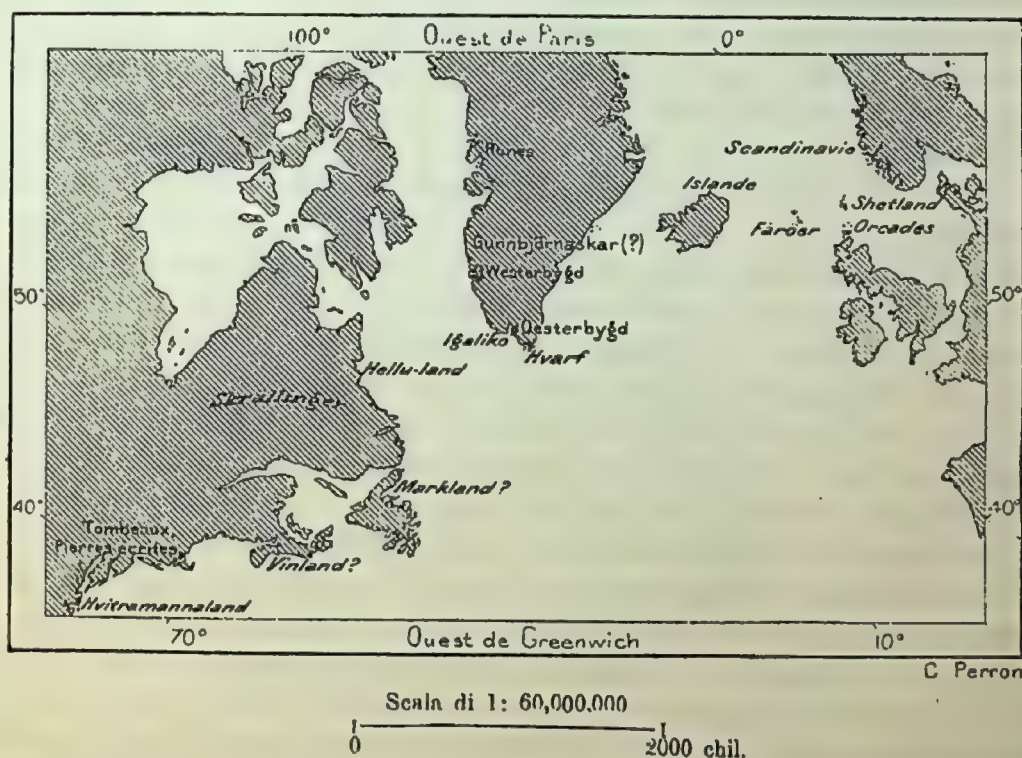 100° Ouest de Paris 0°
Runes
Scandinavie
Islande
Shetland
Färöer
Orcades
Gunnbjörnaskar (?)
Westerbygd
50°
50°
Oesterbygd
Igaliko
Hvarf
Hellu-land
Skrällinger
Markland?
40°
40°
Tombeaux,
Pierres écrites
Vinland?
Hvitramannaland
70° Ouest de Greenwich 10°
C Perron
Scala di 1: 60,000,000
0 2000 chil.